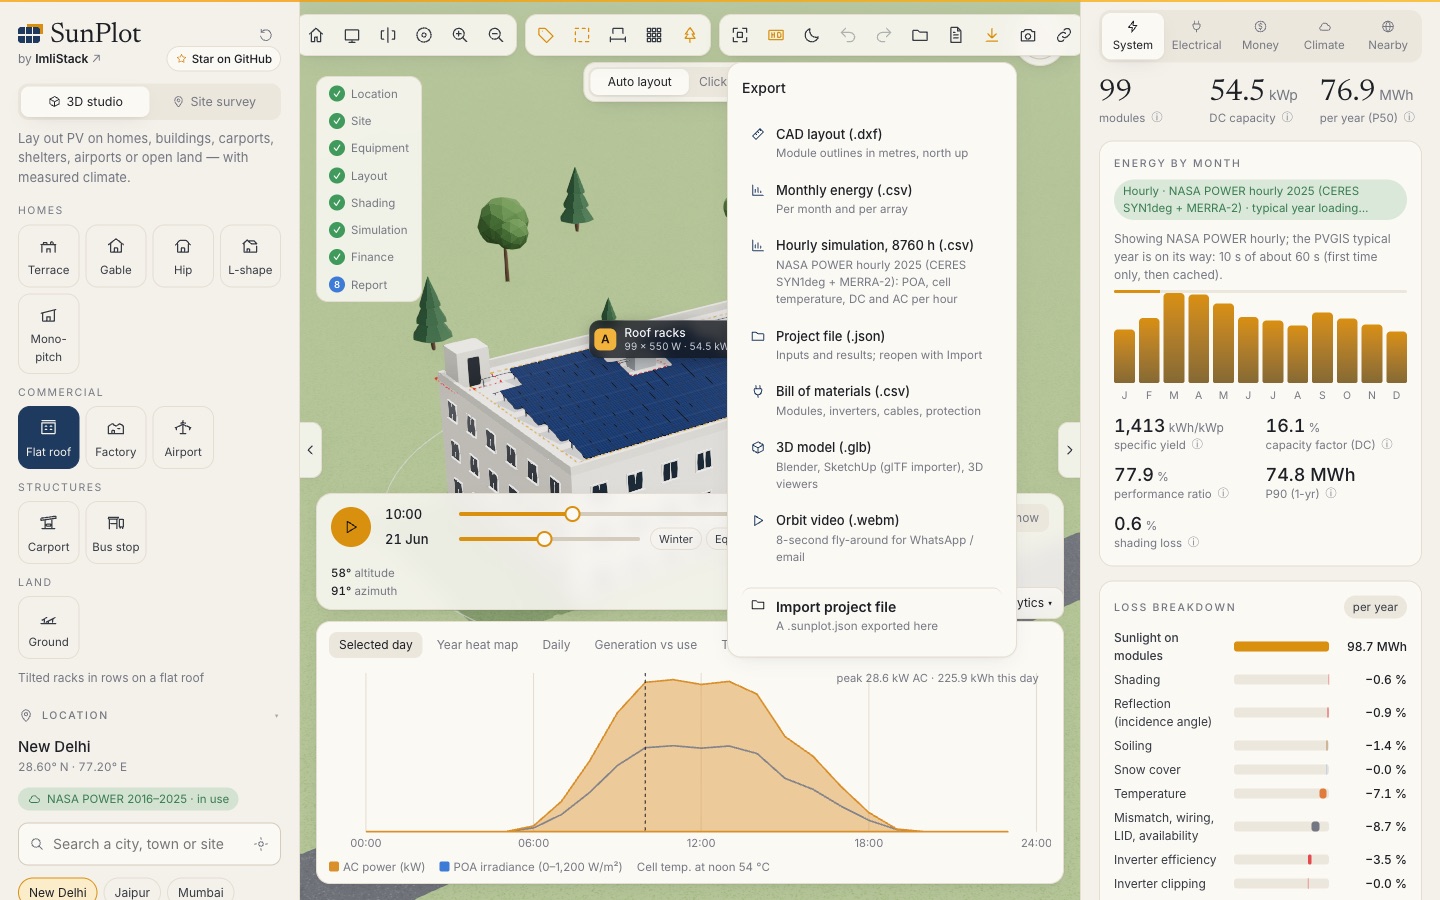 SunPlot
by ImliStack ↗
Star on GitHub
3D studio
Site survey
Lay out PV on homes, buildings, carports,
shelters, airports or open land — with
measured climate.
HOMES
Terrace
Gable
Hip
L-shape
Mono-
pitch
COMMERCIAL
Flat roof
Factory
Airport
STRUCTURES
Carport
Bus stop
LAND
Ground
Tilted racks in rows on a flat roof
LOCATION
New Delhi
28.60° N · 77.20° E
NASA POWER 2016–2025 · in use
Search a city, town or site
New Delhi
Jaipur
Mumbai
HD
Auto layout
Click
Location
Site
Equipment
Layout
Shading
Simulation
Finance
8 Report
A
Roof racks
99 × 550 W · 54.5 kW
Export
CAD layout (.dxf)
Module outlines in metres, north up
Monthly energy (.csv)
Per month and per array
Hourly simulation, 8760 h (.csv)
NASA POWER hourly 2025 (CERES
SYN1deg + MERRA-2): POA, cell
temperature, DC and AC per hour
Project file (.json)
Inputs and results; reopen with Import
Bill of materials (.csv)
Modules, inverters, cables, protection
3D model (.glb)
Blender, SketchUp (glTF importer), 3D
viewers
Orbit video (.webm)
8-second fly-around for WhatsApp /
email
Import project file
A .sunplot.json exported here
10:00
21 Jun
Winter
Eq
now
58° altitude
91° azimuth
ytics
Selected day
Year heat map
Daily
Generation vs use
T
peak 28.6 kW AC · 225.9 kWh this day
00:00
06:00
12:00
18:00
24:00
AC power (kW)
POA irradiance (0–1,200 W/m²)
Cell temp. at noon 54 °C
System
Electrical
Money
Climate
Nearby
99
modules
54.5 kWp
DC capacity
76.9 MWh
per year (P50)
ENERGY BY MONTH
Hourly · NASA POWER hourly 2025 (CERES
SYN1deg + MERRA-2) · typical year loading…
Showing NASA POWER hourly; the PVGIS typical
year is on its way: 10 s of about 60 s (first time
only, then cached).
J F M A M J J A S O N D
1,413 kWh/kWp
specific yield
16.1 %
capacity factor (DC)
77.9 %
performance ratio
74.8 MWh
P90 (1-yr)
0.6 %
shading loss
LOSS BREAKDOWN
per year
Sunlight on
modules
98.7 MWh
Shading
−0.6 %
Reflection
(incidence angle)
−0.9 %
Soiling
−1.4 %
Snow cover
−0.0 %
Temperature
−7.1 %
Mismatch, wiring,
LID, availability
−8.7 %
Inverter efficiency
−3.5 %
Inverter clipping
−0.0 %